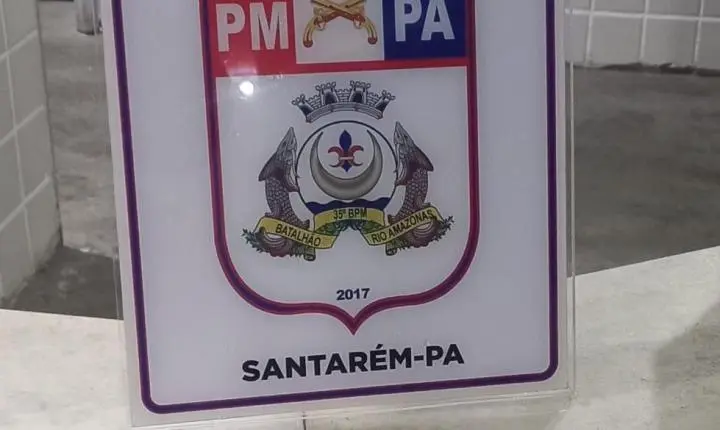 PM PA
35º BPM
BATALHÃO RIO AMAZONAS
2017
SANTARÉM-PA